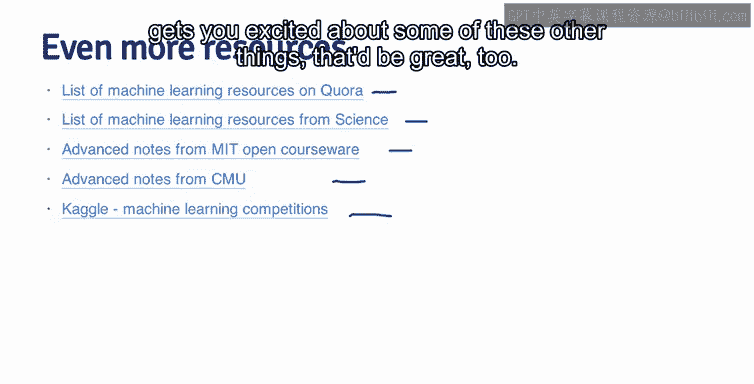 gets you excited about some of these other
things, that'd be great, too.
Even more resources
· List of machine learning resources on Quora
· List of machine learning resources from Science
· Advanced notes from MIT open courseware
· Advanced notes from CMU
· Kaggle - machine learning competitions